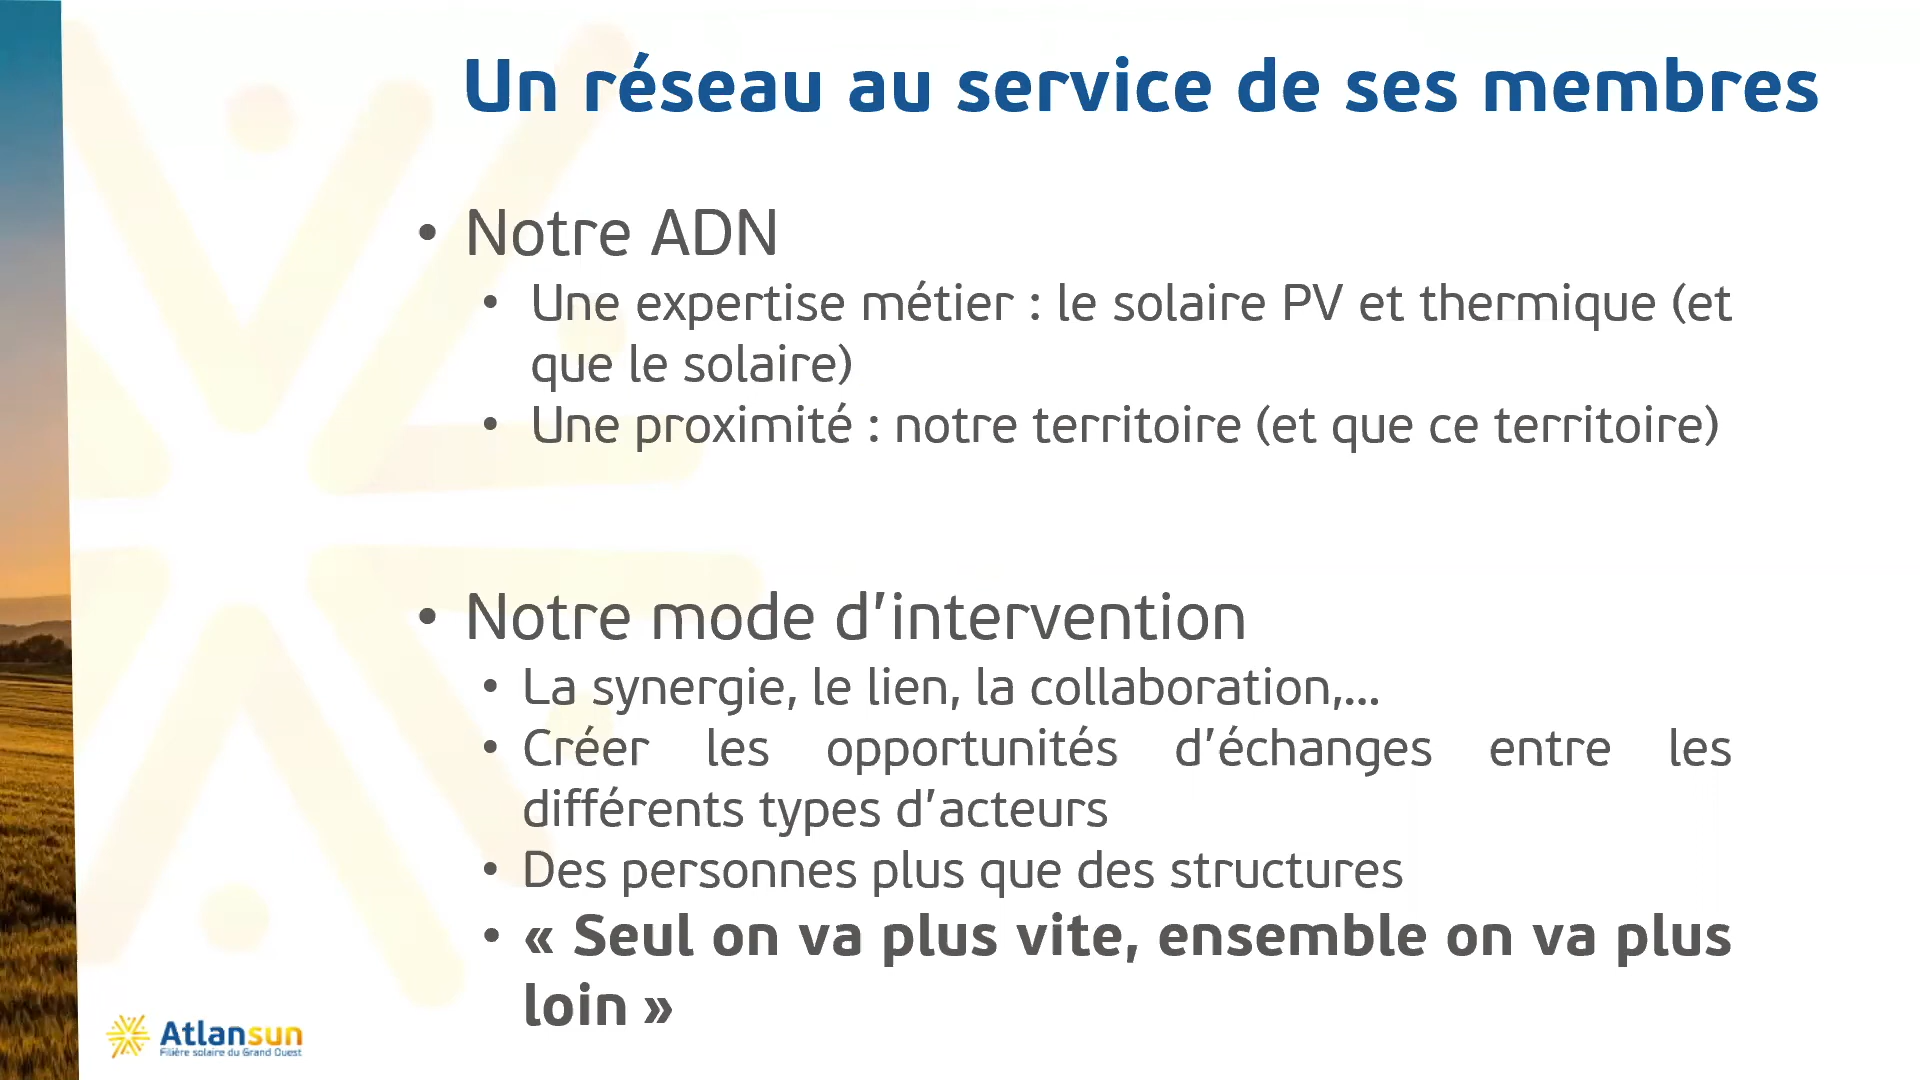 Un réseau au service de ses membres
• Notre ADN
• Une expertise métier : le solaire PV et thermique (et
que le solaire)
• Une proximité : notre territoire (et que ce territoire)
• Notre mode d’intervention
• La synergie, le lien, la collaboration,...
• Créer les opportunités d’échanges entre les
différents types d’acteurs
• Des personnes plus que des structures
• « Seul on va plus vite, ensemble on va plus
loin »
Atlansun
Filière solaire du Grand Ouest